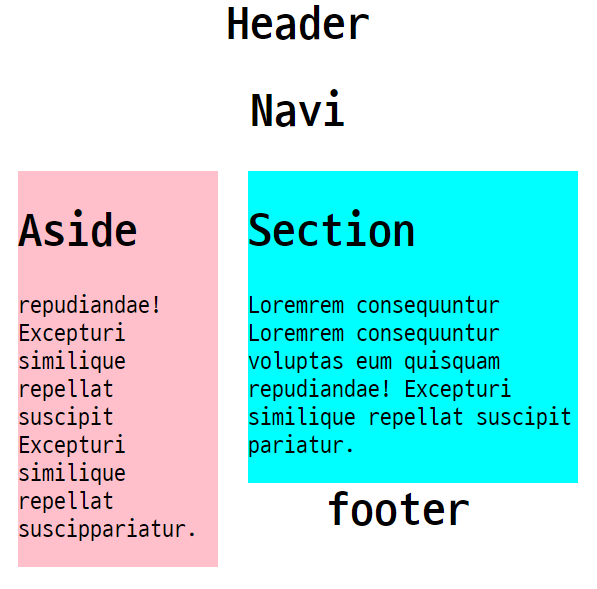 Header
Navi
Aside
repudiandae!
Excepturi
similique
repellat
suscipit
Excepturi
similique
repellat
suscippariatur.
Section
Loremrem consequuntur
Loremrem consequuntur
voluptas eum quisquam
repudiandae! Excepturi
similique repellat suscipit
pariatur.
footer